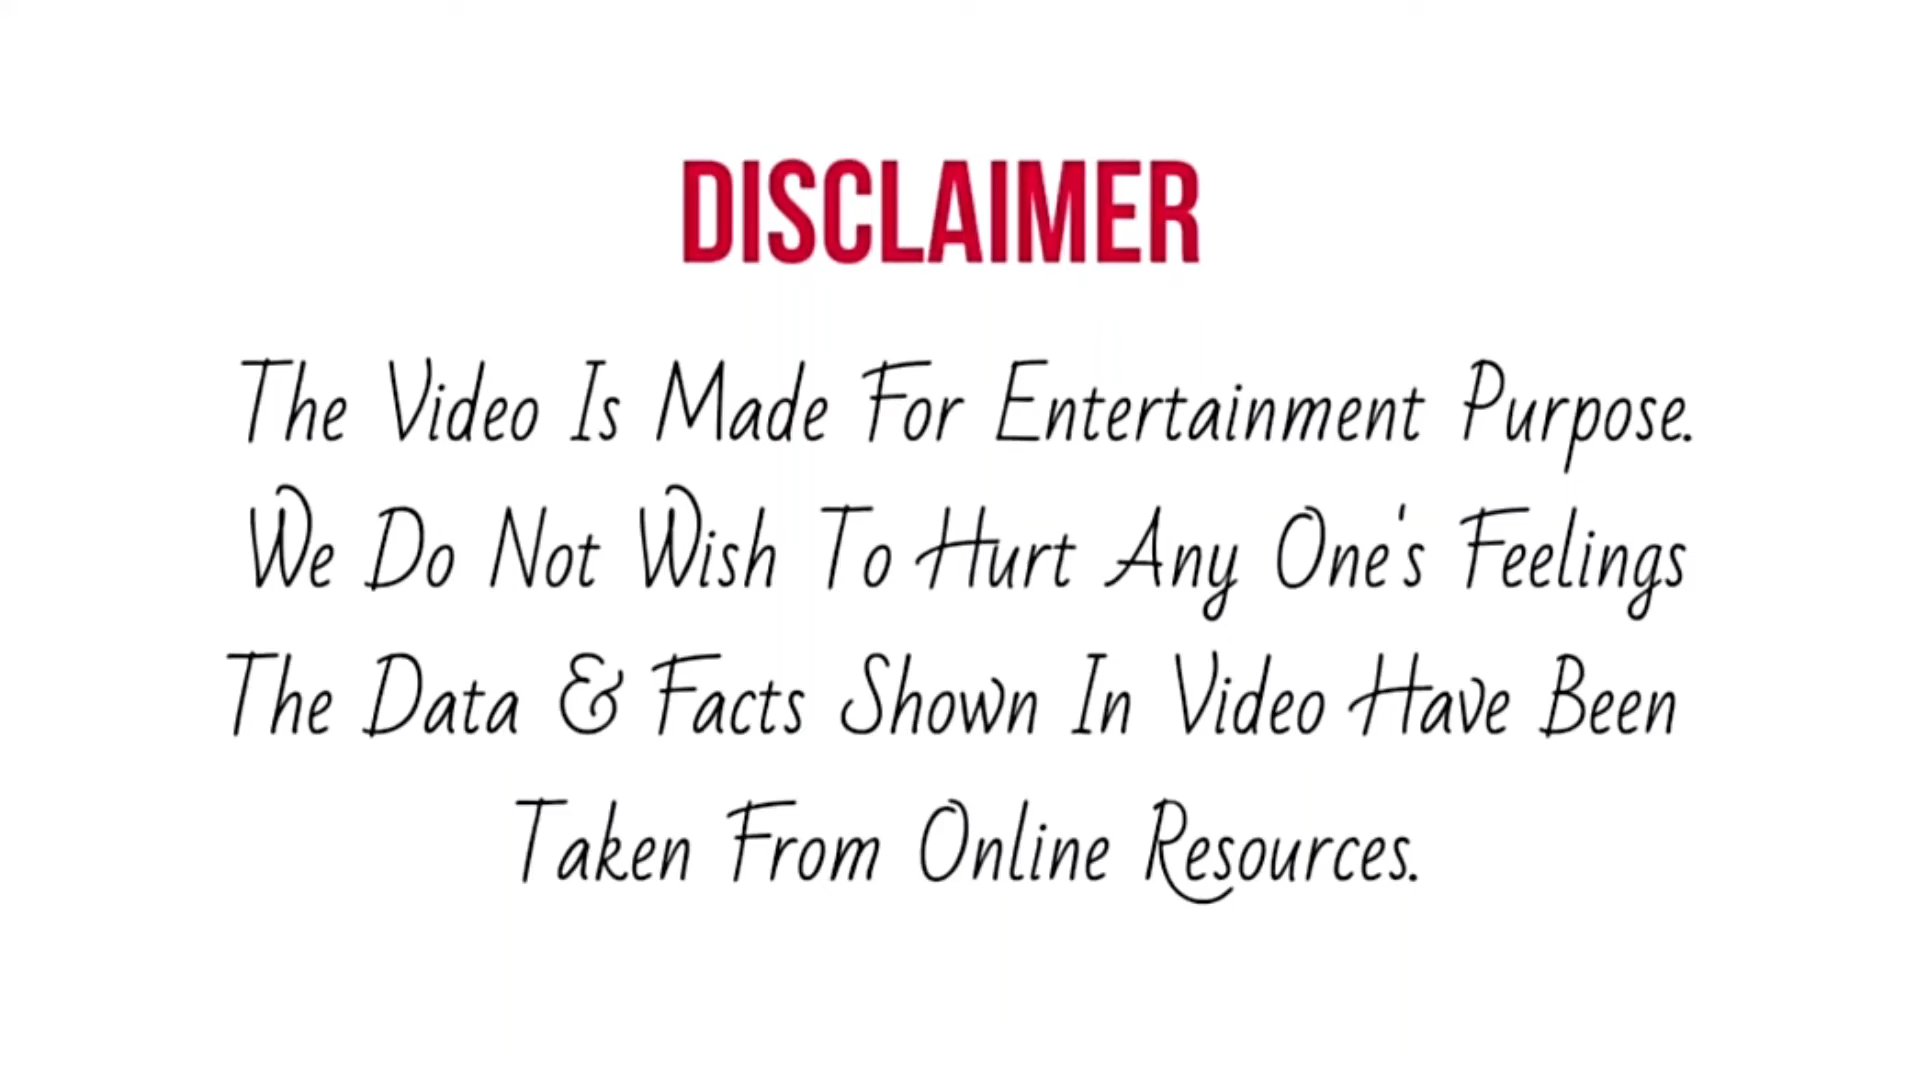 DISCLAIMER
The Video Is Made For Entertainment Purpose.
We Do Not Wish To Hurt Any One's Feelings
The Data & Facts Shown In Video Have Been
Taken From Online Resources.